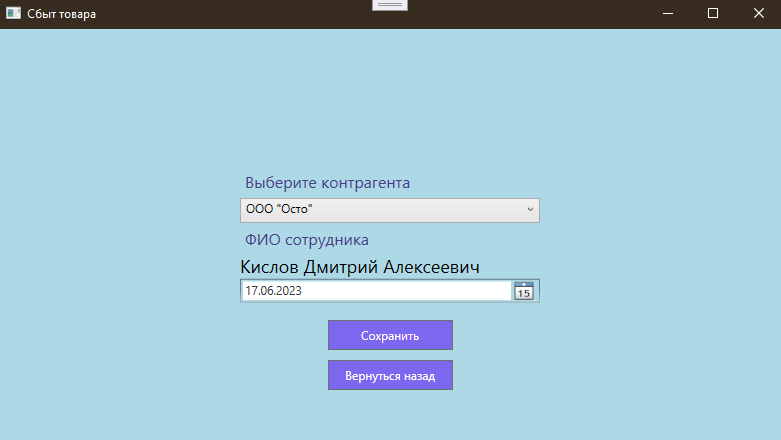 Сбыт товара
Выберите контрагента
ООО "Осто"
ФИО сотрудника
Кислов Дмитрий Алексеевич
17.06.2023
15
Сохранить
Вернуться назад